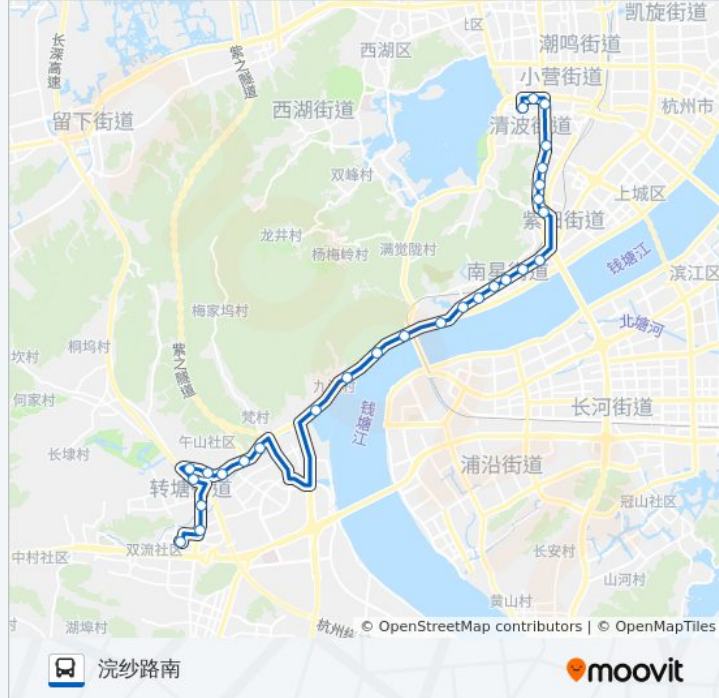 凯旋街道
长深高速
紫之隧道
西湖区
社区
潮鸣街道
小营街道
留下街道
西湖街道
清波街道
杭州市
双峰村
上城区
龙井村
杨梅岭村
满觉陇村
紫阳街道
南星街道
钱塘江
滨江区
梅家坞村
北塘河
桐坞村
坎村
紫之隧道
何家村
梵村
钱塘江
长河街道
午山社区
长埭村
浦沿街道
转塘街道
冠山社区
中村社区
双流社区
长安村
山河村
黄山村
湖埠村
© OpenStreetMap contributors | © OpenMapTiles
浣纱路南
moovit